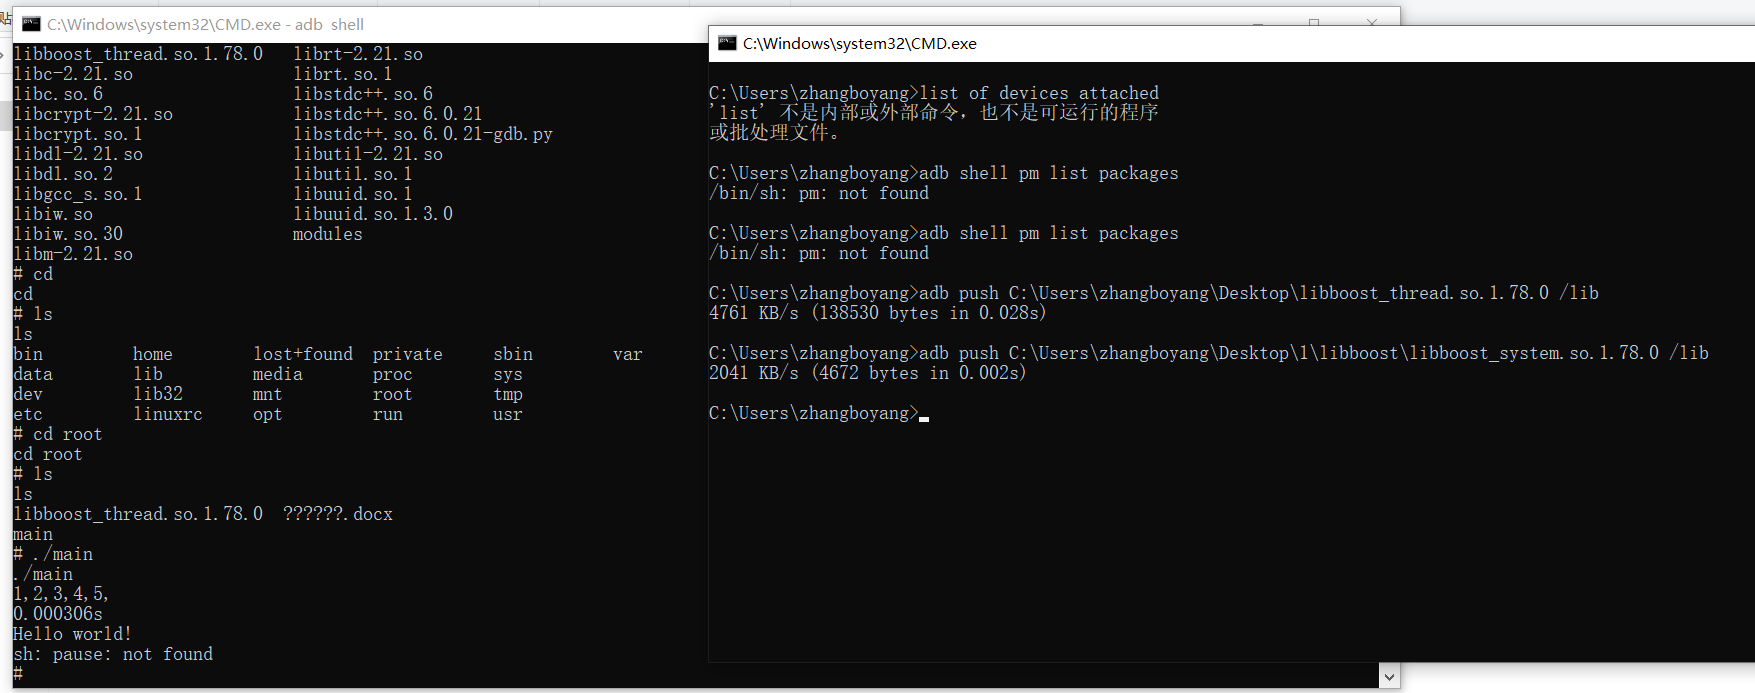 贴
C:\Windows\system32\CMD.exe - adb  shell
libboost_thread.so.1.78.0   librt-2.21.so
libc-2.21.so                librt.so.1
libc.so.6                   libstdc++.so.6
libcrypt-2.21.so            libstdc++.so.6.0.21
libcrypt.so.1               libstdc++.so.6.0.21-gdb.py
libdl-2.21.so               libutil-2.21.so
libdl.so.2                  libutil.so.1
libgcc_s.so.1               libuuid.so.1
libiw.so                    libuuid.so.1.3.0
libiw.so.30                 modules
libm-2.21.so
# cd
cd
# ls
ls
bin         home        lost+found  private     sbin        var
data        lib         media       proc        sys
dev         lib32       mnt         root        tmp
etc         linuxrc     opt         run         usr
# cd root
cd root
# ls
ls
libboost_thread.so.1.78.0  ??????.docx
main
# ./main
./main
1,2,3,4,5,
0.000306s
Hello world!
sh: pause: not found
#
C:\Windows\system32\CMD.exe
C:\Users\zhangboyang>list of devices attached
'list' 不是内部或外部命令，也不是可运行的程序
或批处理文件。
C:\Users\zhangboyang>adb shell pm list packages
/bin/sh: pm: not found
C:\Users\zhangboyang>adb shell pm list packages
/bin/sh: pm: not found
C:\Users\zhangboyang>adb push C:\Users\zhangboyang\Desktop\libboost_thread.so.1.78.0 /lib
4761 KB/s (138530 bytes in 0.028s)
C:\Users\zhangboyang>adb push C:\Users\zhangboyang\Desktop\1\libboost\libboost_system.so.1.78.0 /lib
2041 KB/s (4672 bytes in 0.002s)
C:\Users\zhangboyang>